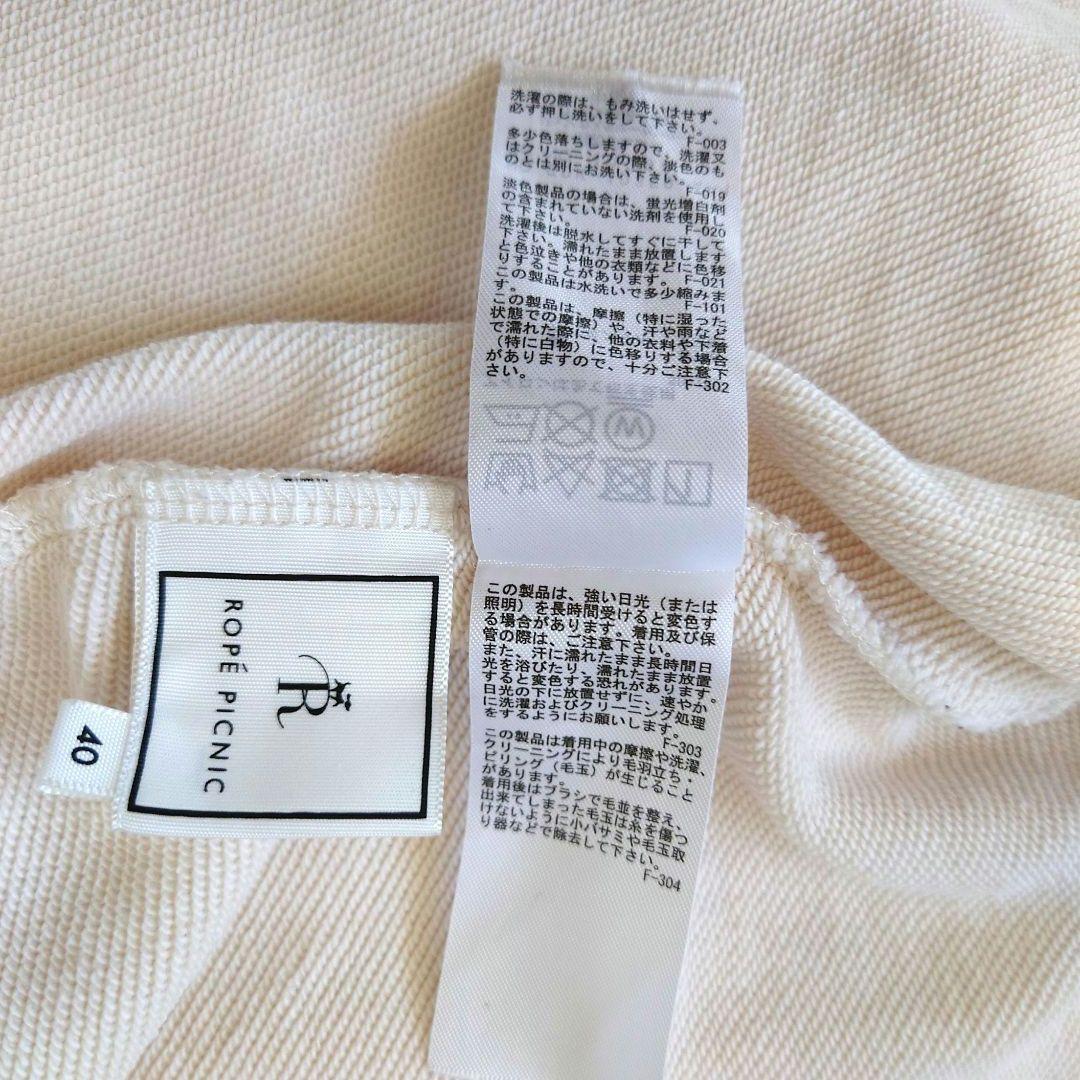 洗濯の際は、もみ洗いはせず、
必ず押し洗いをして下さい。
F-003
多少色落ちしますので、洗濯又
はクリーニングの際、淡色のも
のとは別にお洗い下さい。
F-019
淡色製品の場合は、蛍光増白剤
の含まれていない洗剤を使用し
て下さい。
F-020
洗濯後は脱水してすぐに干して
下さい。濡れたまま放置します
と色泣きや他の衣類などに色移
りすることがあります。 F-021
この製品は水洗いで多少縮みま
す。
F-101
この製品は、摩擦（特に湿った
状態での摩擦）や、汗や雨など
で濡れた際に、他の衣料や下着
（特に白物）に色移りする場合
がありますので、十分ご注意下
さい。
F-302
この製品は、強い日光（または
照明）を長時間受けると変色す
る場合があります。着用及び保
管の際は、ご注意下さい。
また、汗に濡れたまま長時間日
光を浴びたり、濡れたまま放置
すると変色する恐れがあります。
日光の下に放置せずに、速やか
に洗濯およびクリーニング処理
をするようにお願いします。
F-303
この製品は着用中の摩擦や洗濯、
クリーニングにより毛羽立ち・
ピリング（毛玉）が生じること
があります。
着用後はブラシで毛並を整え、
出来てしまった毛玉は糸を傷つ
けないように小バサミや毛玉取
り器などで除去して下さい。
F-304
R
ROPÉ PICNIC
40